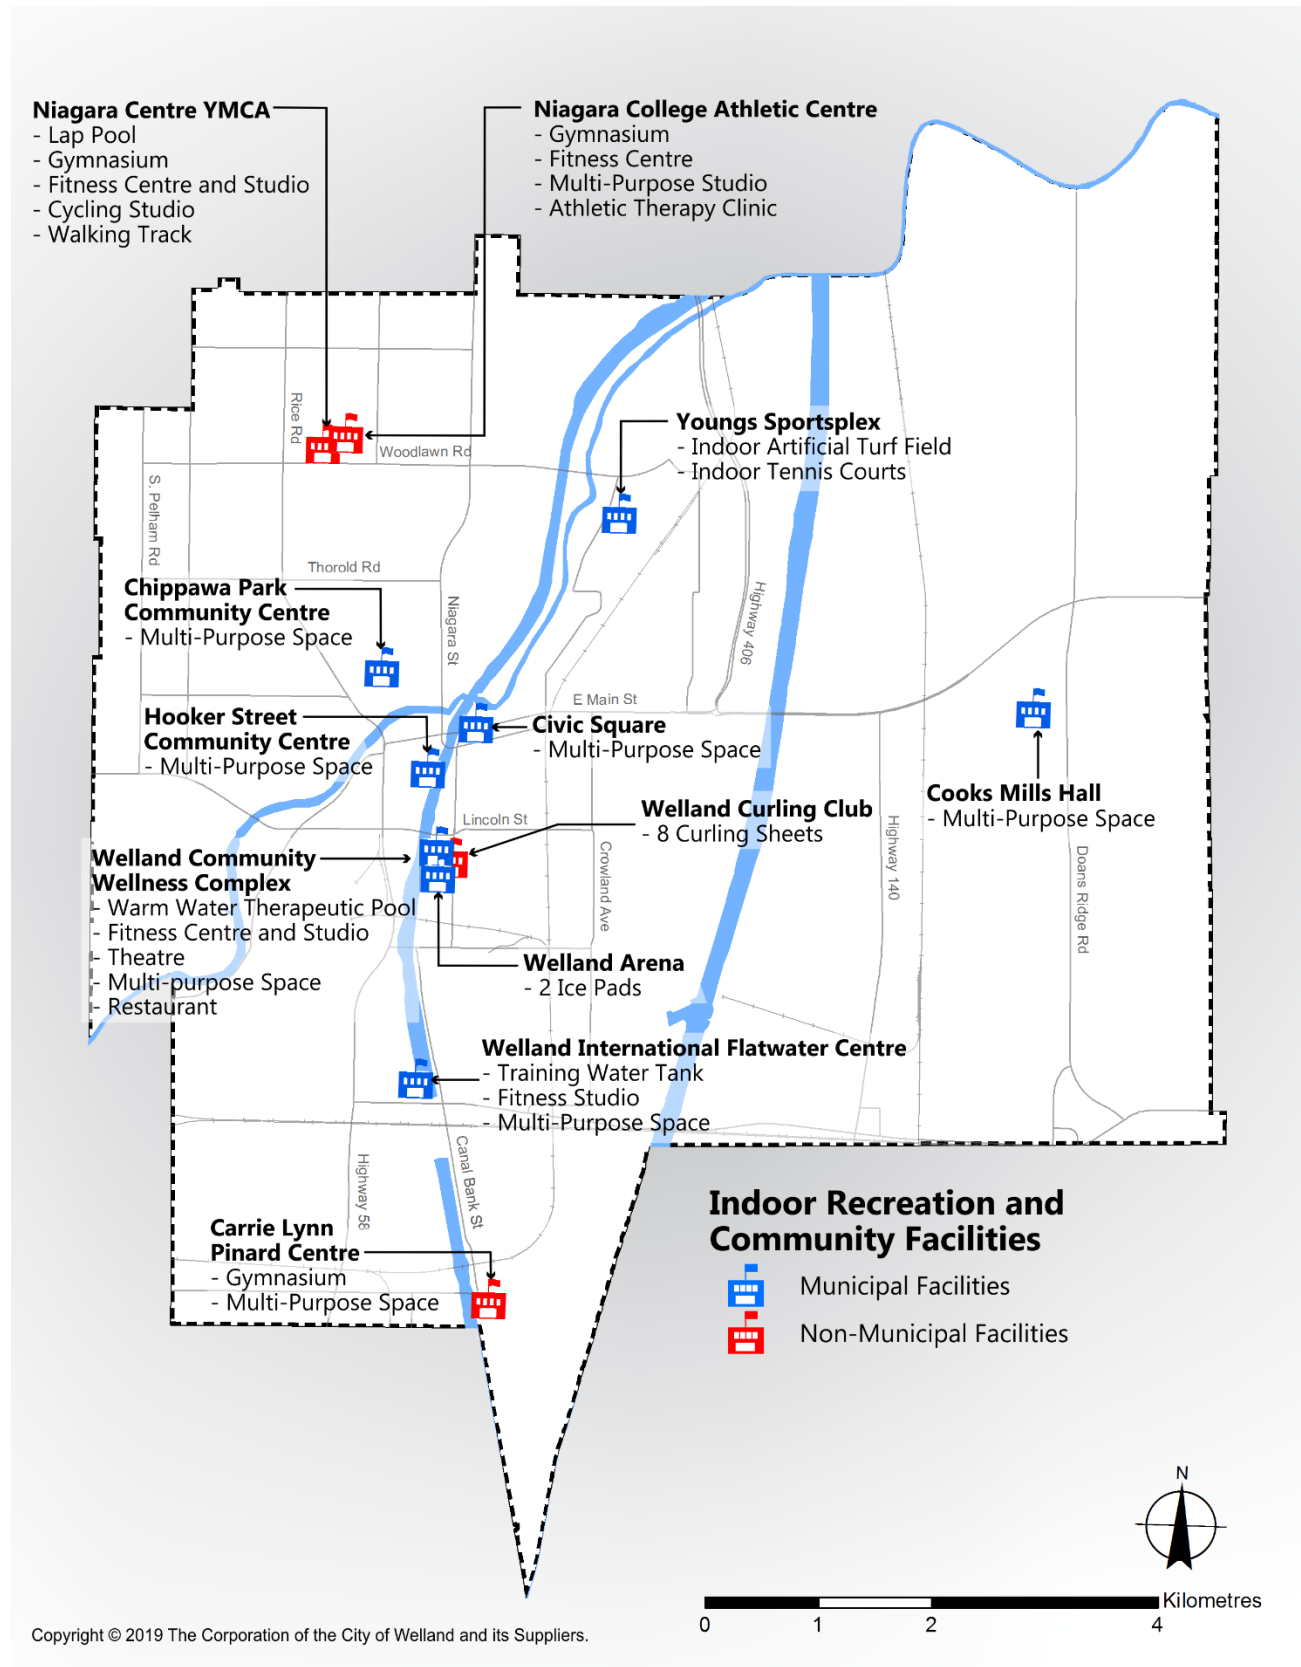 Niagara Centre YMCA
- Lap Pool
- Gymnasium
- Fitness Centre and Studio
- Cycling Studio
- Walking Track
Niagara College Athletic Centre
- Gymnasium
- Fitness Centre
- Multi-Purpose Studio
- Athletic Therapy Clinic
Rice Rd
Woodlawn Rd
Youngs Sportsplex
- Indoor Artificial Turf Field
- Indoor Tennis Courts
S. Pelham Rd
Thorold Rd
Chippawa Park
Community Centre
- Multi-Purpose Space
Niagara St
Highway 406
E Main St
Hooker Street
Community Centre
- Multi-Purpose Space
Civic Square
- Multi-Purpose Space
Cooks Mills Hall
- Multi-Purpose Space
Welland Curling Club
- 8 Curling Sheets
Lincoln St
Crowland Ave
Highway 140
Doans Ridge Rd
Welland Community
Wellness Complex
- Warm Water Therapeutic Pool
- Fitness Centre and Studio
- Theatre
- Multi-purpose Space
- Restaurant
Welland Arena
- 2 Ice Pads
Welland International Flatwater Centre
- Training Water Tank
- Fitness Studio
- Multi-Purpose Space
Canal Bank St
Highway 58
Carrie Lynn
Pinard Centre
- Gymnasium
- Multi-Purpose Space
Indoor Recreation and
Community Facilities
Municipal Facilities
Non-Municipal Facilities
N
Kilometres
0 1 2 4
Copyright © 2019 The Corporation of the City of Welland and its Suppliers.